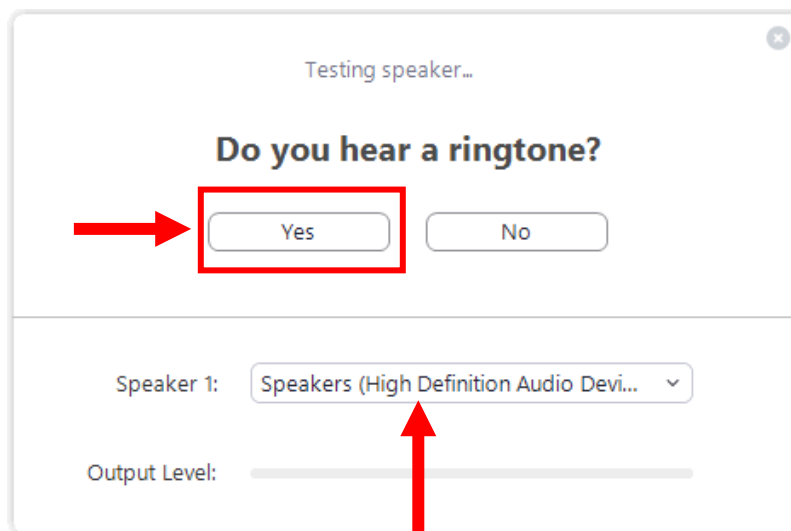 Testing speaker...
Do you hear a ringtone?
Yes
No
Speaker 1: Speakers (High Definition Audio Devi...
Output Level: